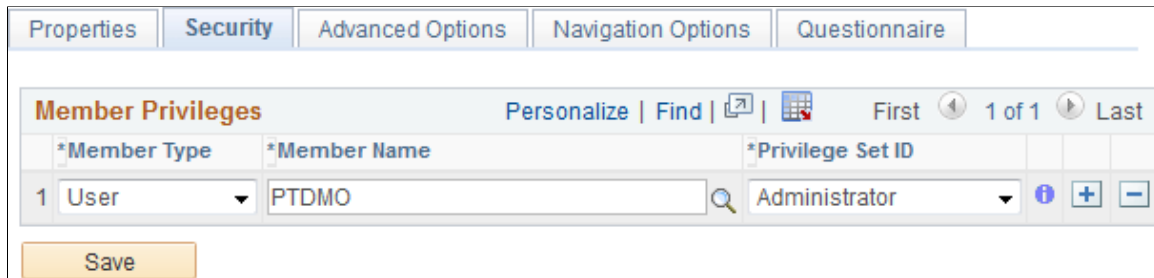 Properties Security Advanced Options Navigation Options Questionnaire
Member Privileges Personalize | Find | | First 1 of 1 Last
*Member Type *Member Name *Privilege Set ID
1 User PTDMO Administrator
Save